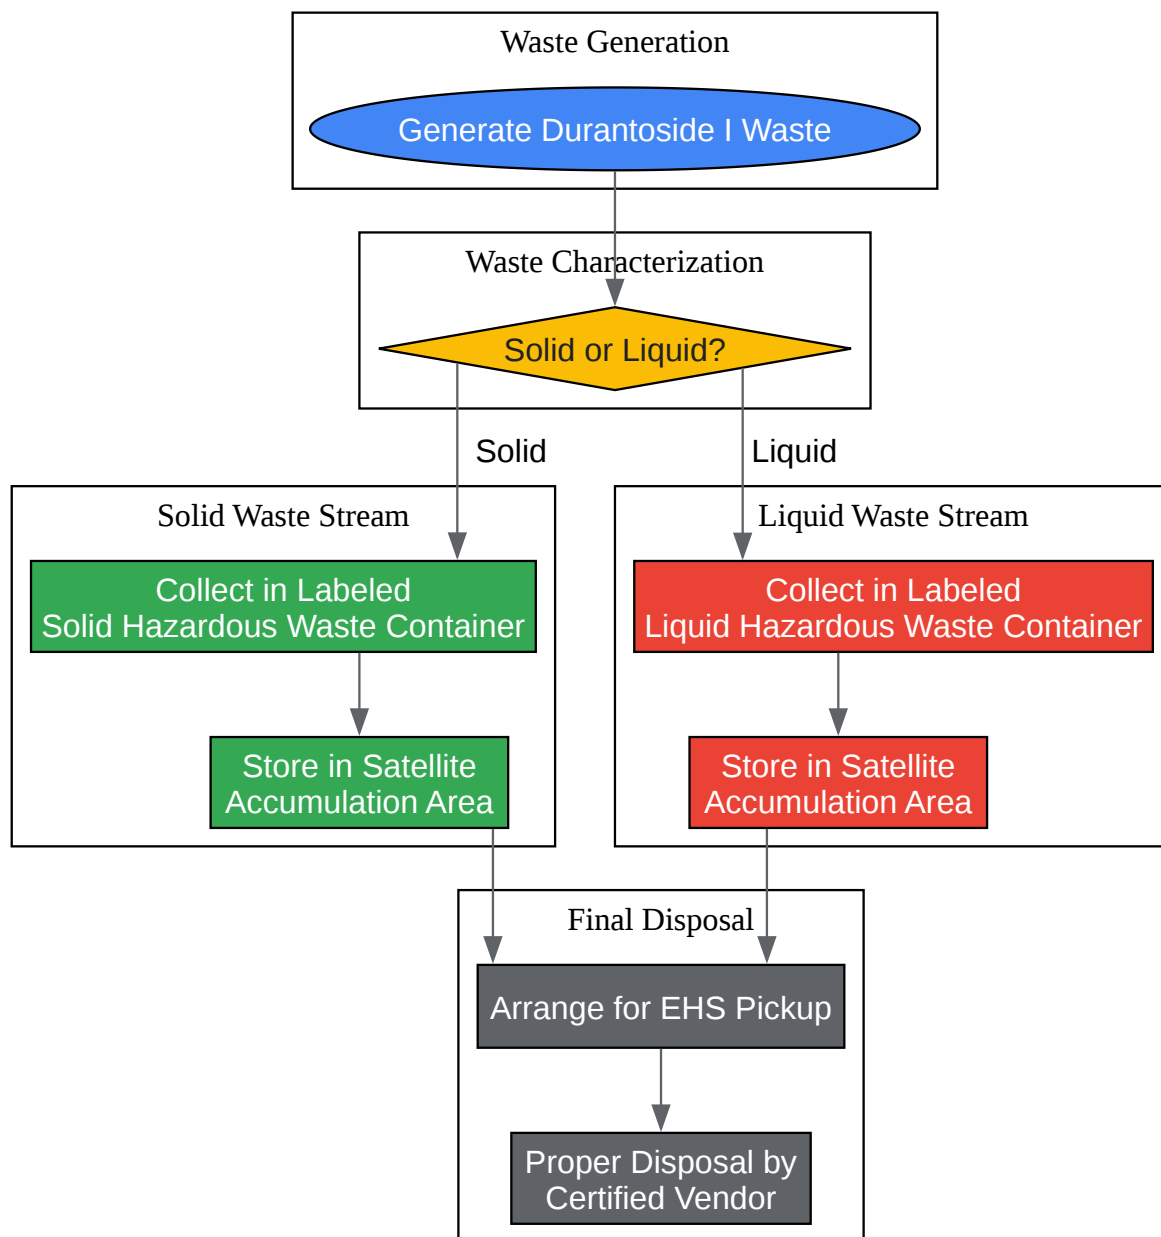 Waste Generation
Generate Durantoside I Waste
Waste Characterization
Solid or Liquid?
Solid
Liquid
Solid Waste Stream
Collect in Labeled
Solid Hazardous Waste Container
Store in Satellite
Accumulation Area
Liquid Waste Stream
Collect in Labeled
Liquid Hazardous Waste Container
Store in Satellite
Accumulation Area
Final Disposal
Arrange for EHS Pickup
Proper Disposal by
Certified Vendor